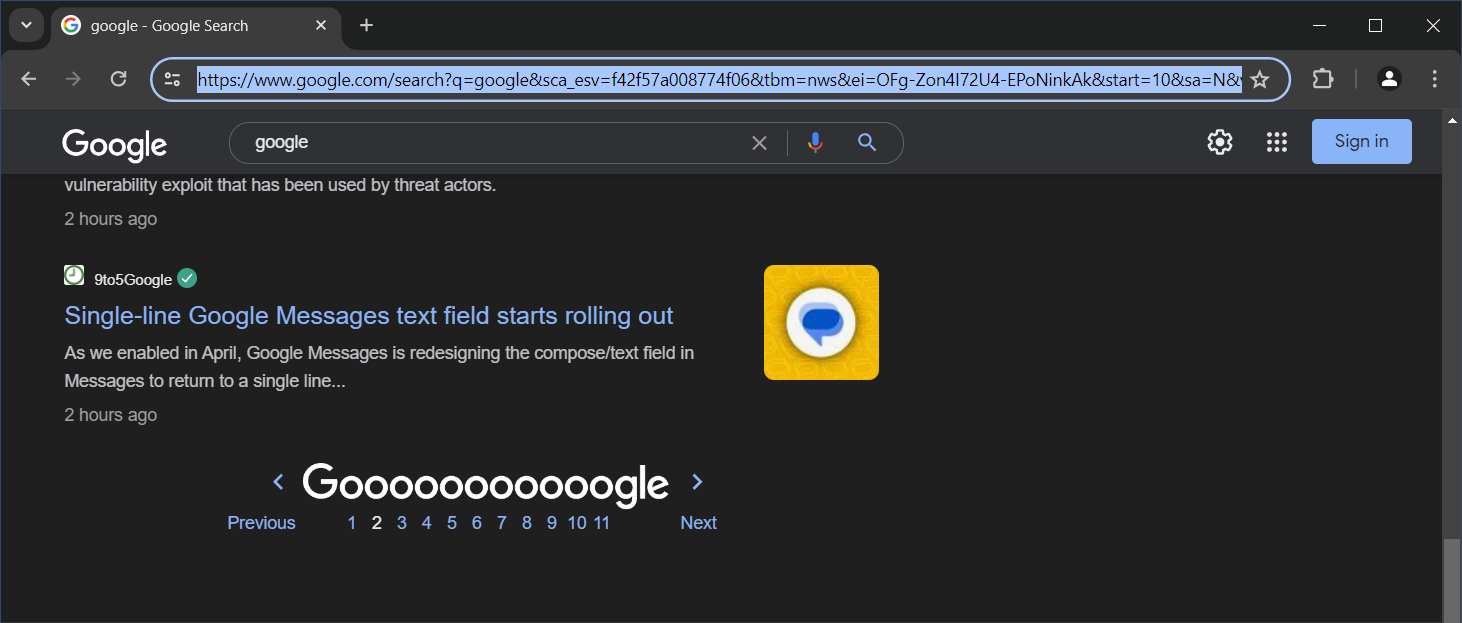 google - Google Search
https://www.google.com/search?q=google&sca_esv=f42f57a008774f06&tbm=nws&ei=OFg-Zon4I72U4-EPoNinkAk&start=10&sa=N&
Google
google
Sign in
vulnerability exploit that has been used by threat actors.
2 hours ago
9to5Google
Single-line Google Messages text field starts rolling out
As we enabled in April, Google Messages is redesigning the compose/text field in
Messages to return to a single line...
2 hours ago
Gooooooooooogle
Previous 1 2 3 4 5 6 7 8 9 10 11 Next